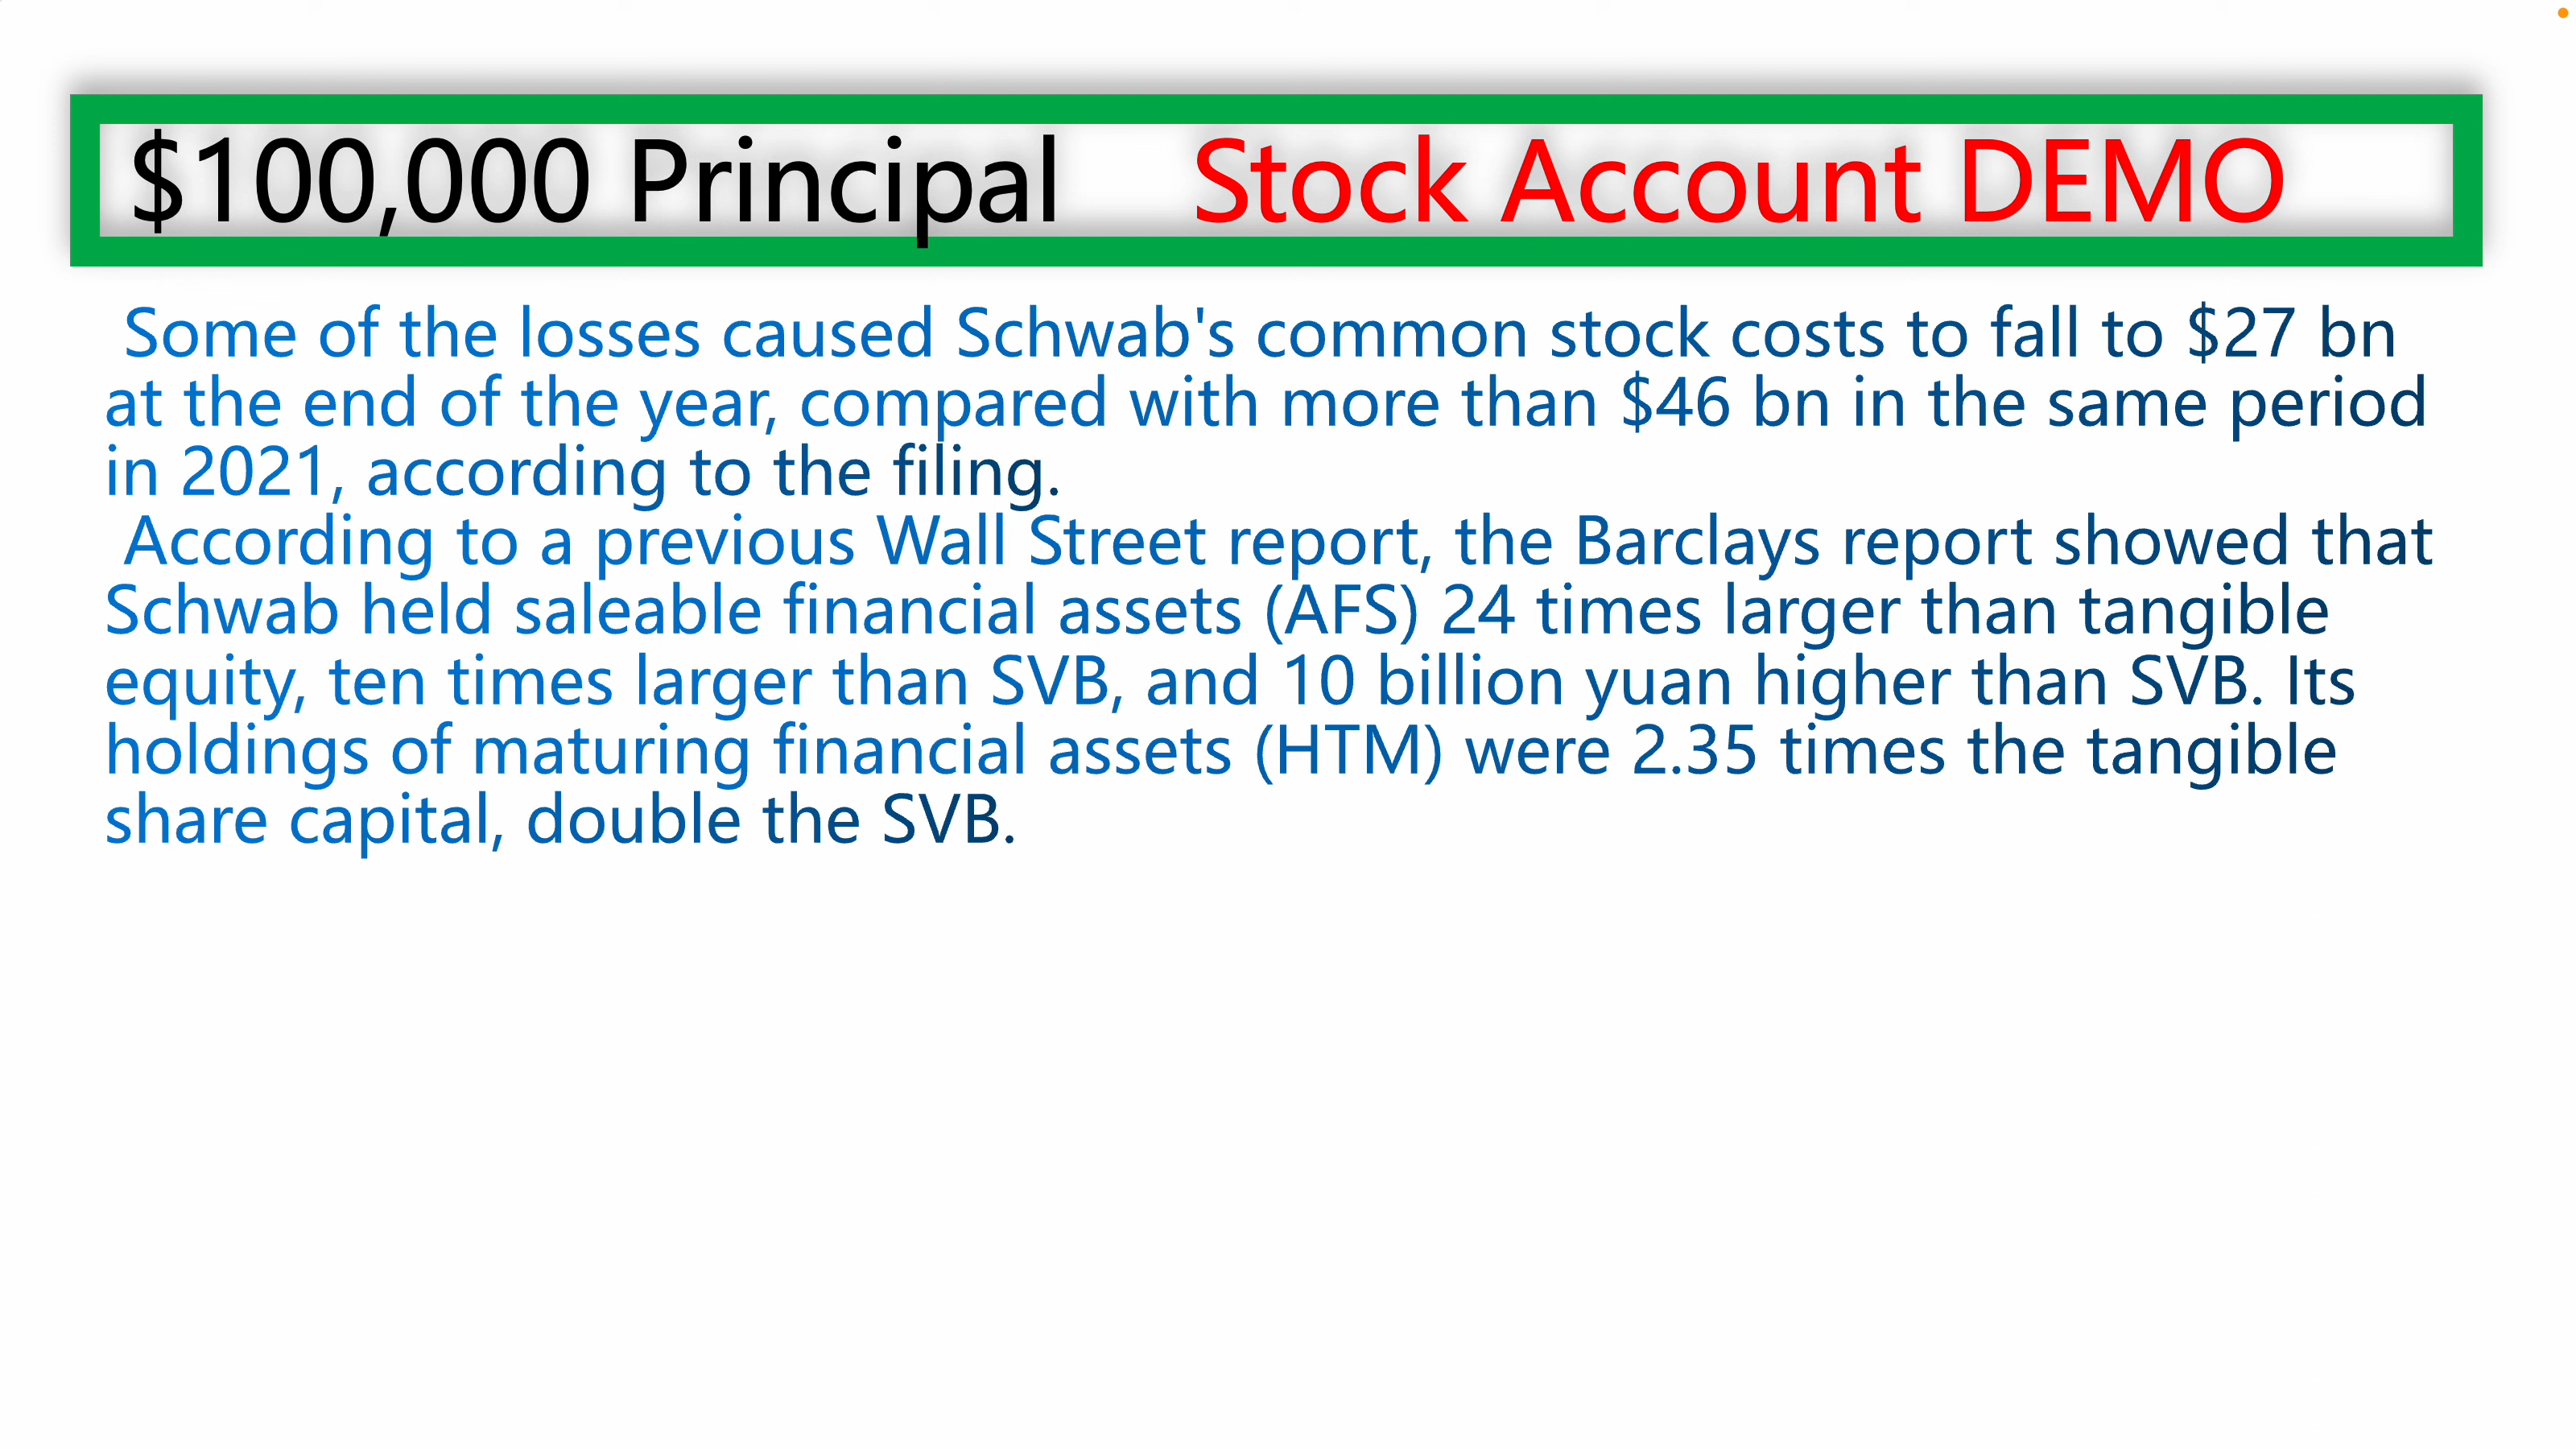 $100,000 Principal Stock Account DEMO
Some of the losses caused Schwab's common stock costs to fall to $27 bn
at the end of the year, compared with more than $46 bn in the same period
in 2021, according to the filing.
According to a previous Wall Street report, the Barclays report showed that
Schwab held saleable financial assets (AFS) 24 times larger than tangible
equity, ten times larger than SVB, and 10 billion yuan higher than SVB. Its
holdings of maturing financial assets (HTM) were 2.35 times the tangible
share capital, double the SVB.